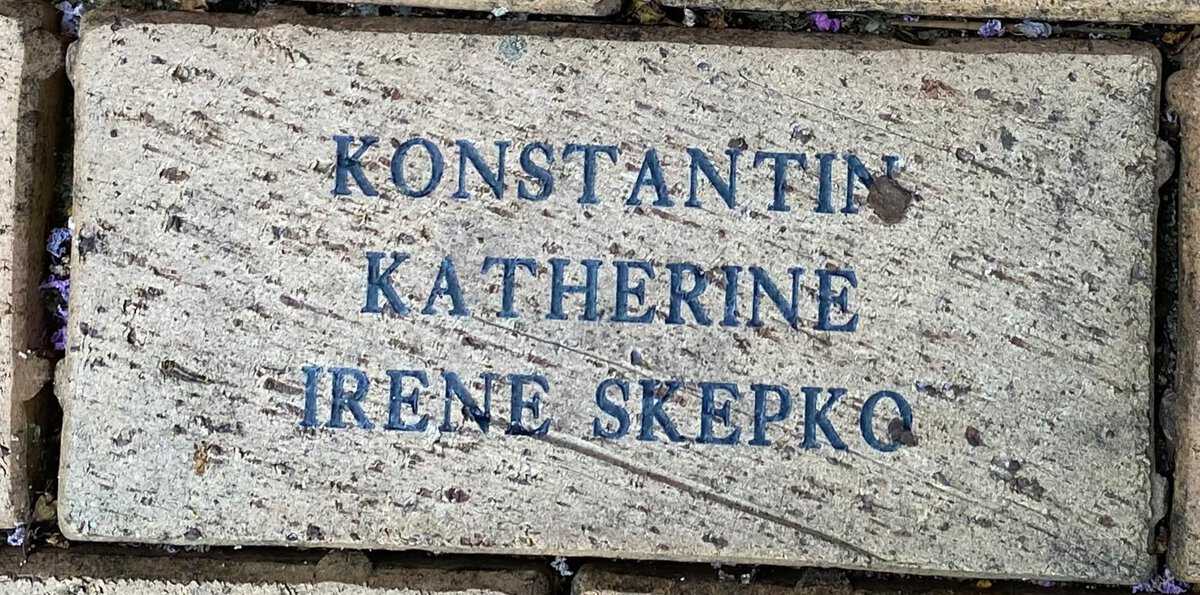 KONSTANTIN
KATHERINE
IRENE SKEPKO